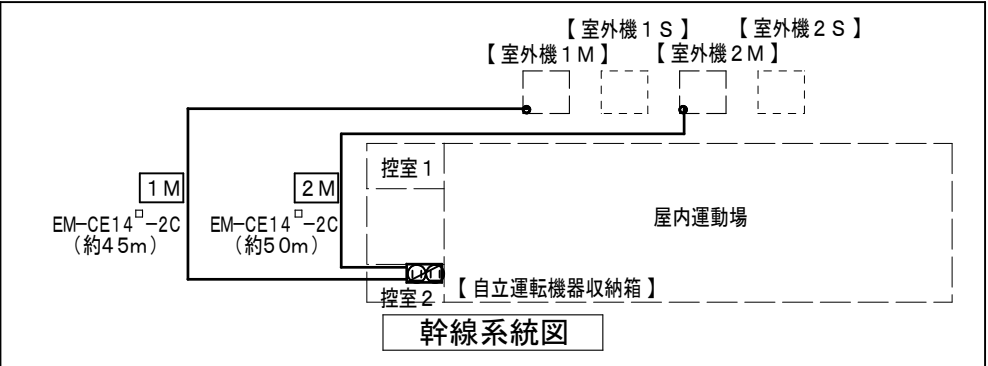 【室外機１Ｓ】 【室外機２Ｓ】
【室外機１Ｍ】 【室外機２Ｍ】
控室１
１Ｍ
２Ｍ
EM-CE14□-2C
（約45m）
EM-CE14□-2C
（約50m）
屋内運動場
【自立運転機器収納箱】
控室２
幹線系統図